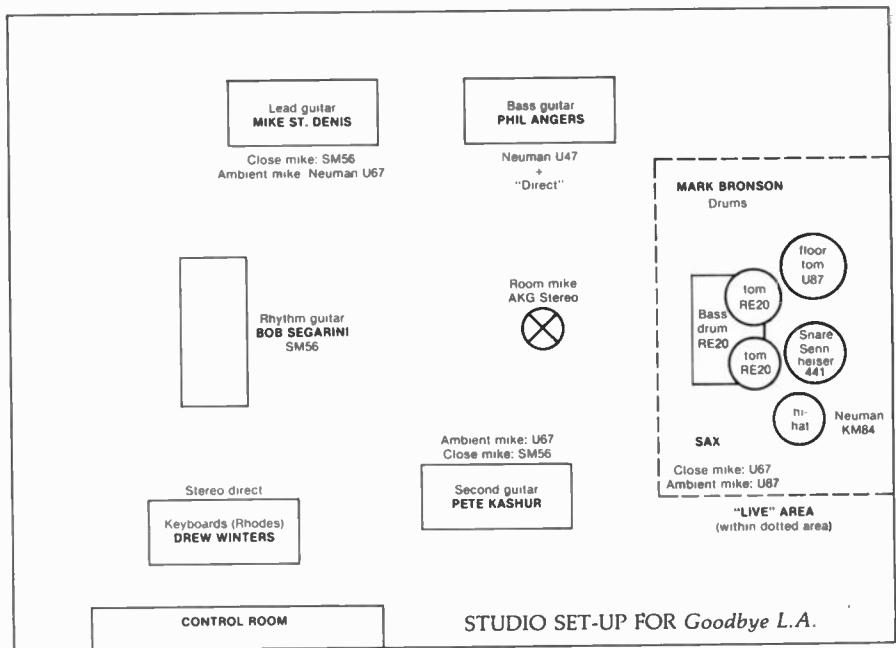 Lead guitar
MIKE ST. DENIS
Close mike: SM56
Ambient mike Neuman U67
Bass guitar
PHIL ANGERS
Neuman U47
+
"Direct"
MARK BRONSON
Drums
floor
tom
U87
tom
RE20
Bass
drum
RE20
tom
RE20
Snare
Senn
heiser
441
hi-
hat
Neuman
KM84
SAX
Close mike: U67
Ambient mike: U87
"LIVE" AREA
(within dotted area)
Rhythm guitar
BOB SEGARINI
SM56
Room mike
AKG Stereo
Ambient mike: U67
Close mike: SM56
Second guitar
PETE KASHUR
Stereo direct
Keyboards (Rhodes)
DREW WINTERS
CONTROL ROOM
STUDIO SET-UP FOR Goodbye L.A.